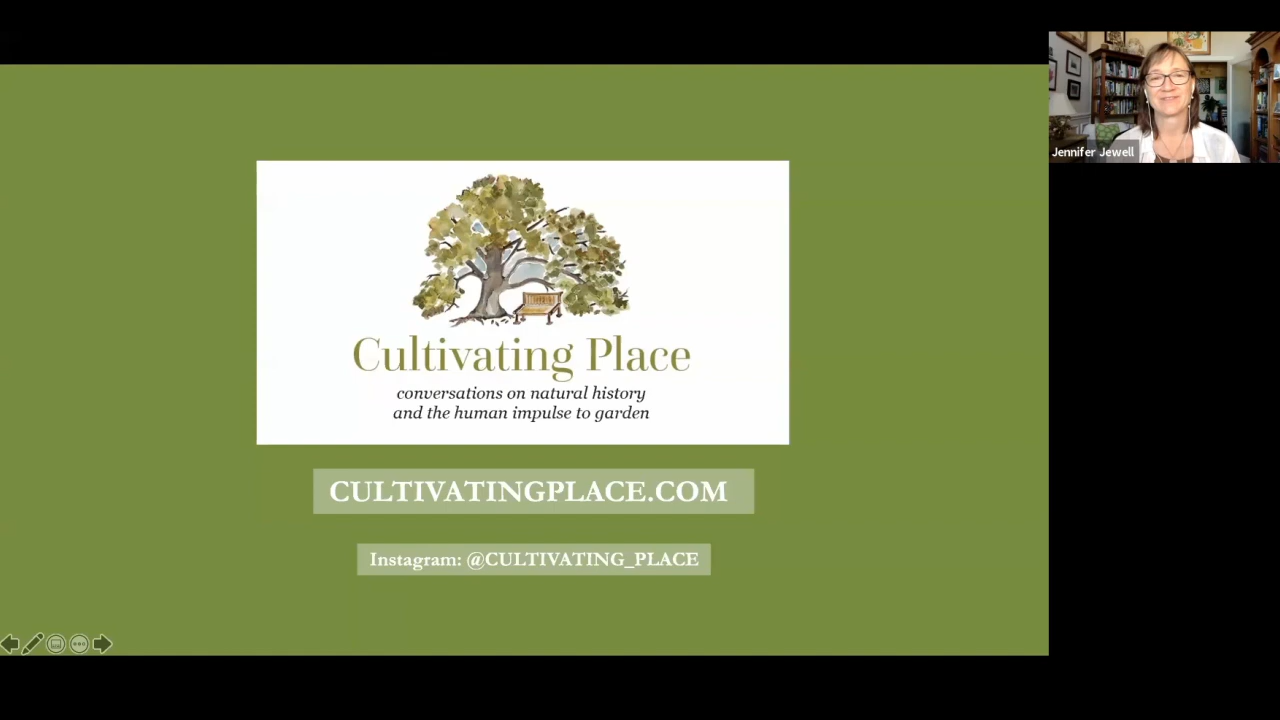 Cultivating Place
conversations on natural history
and the human impulse to garden
CULTIVATINGPLACE.COM
Instagram: @CULTIVATING_PLACE
Jennifer Jewell